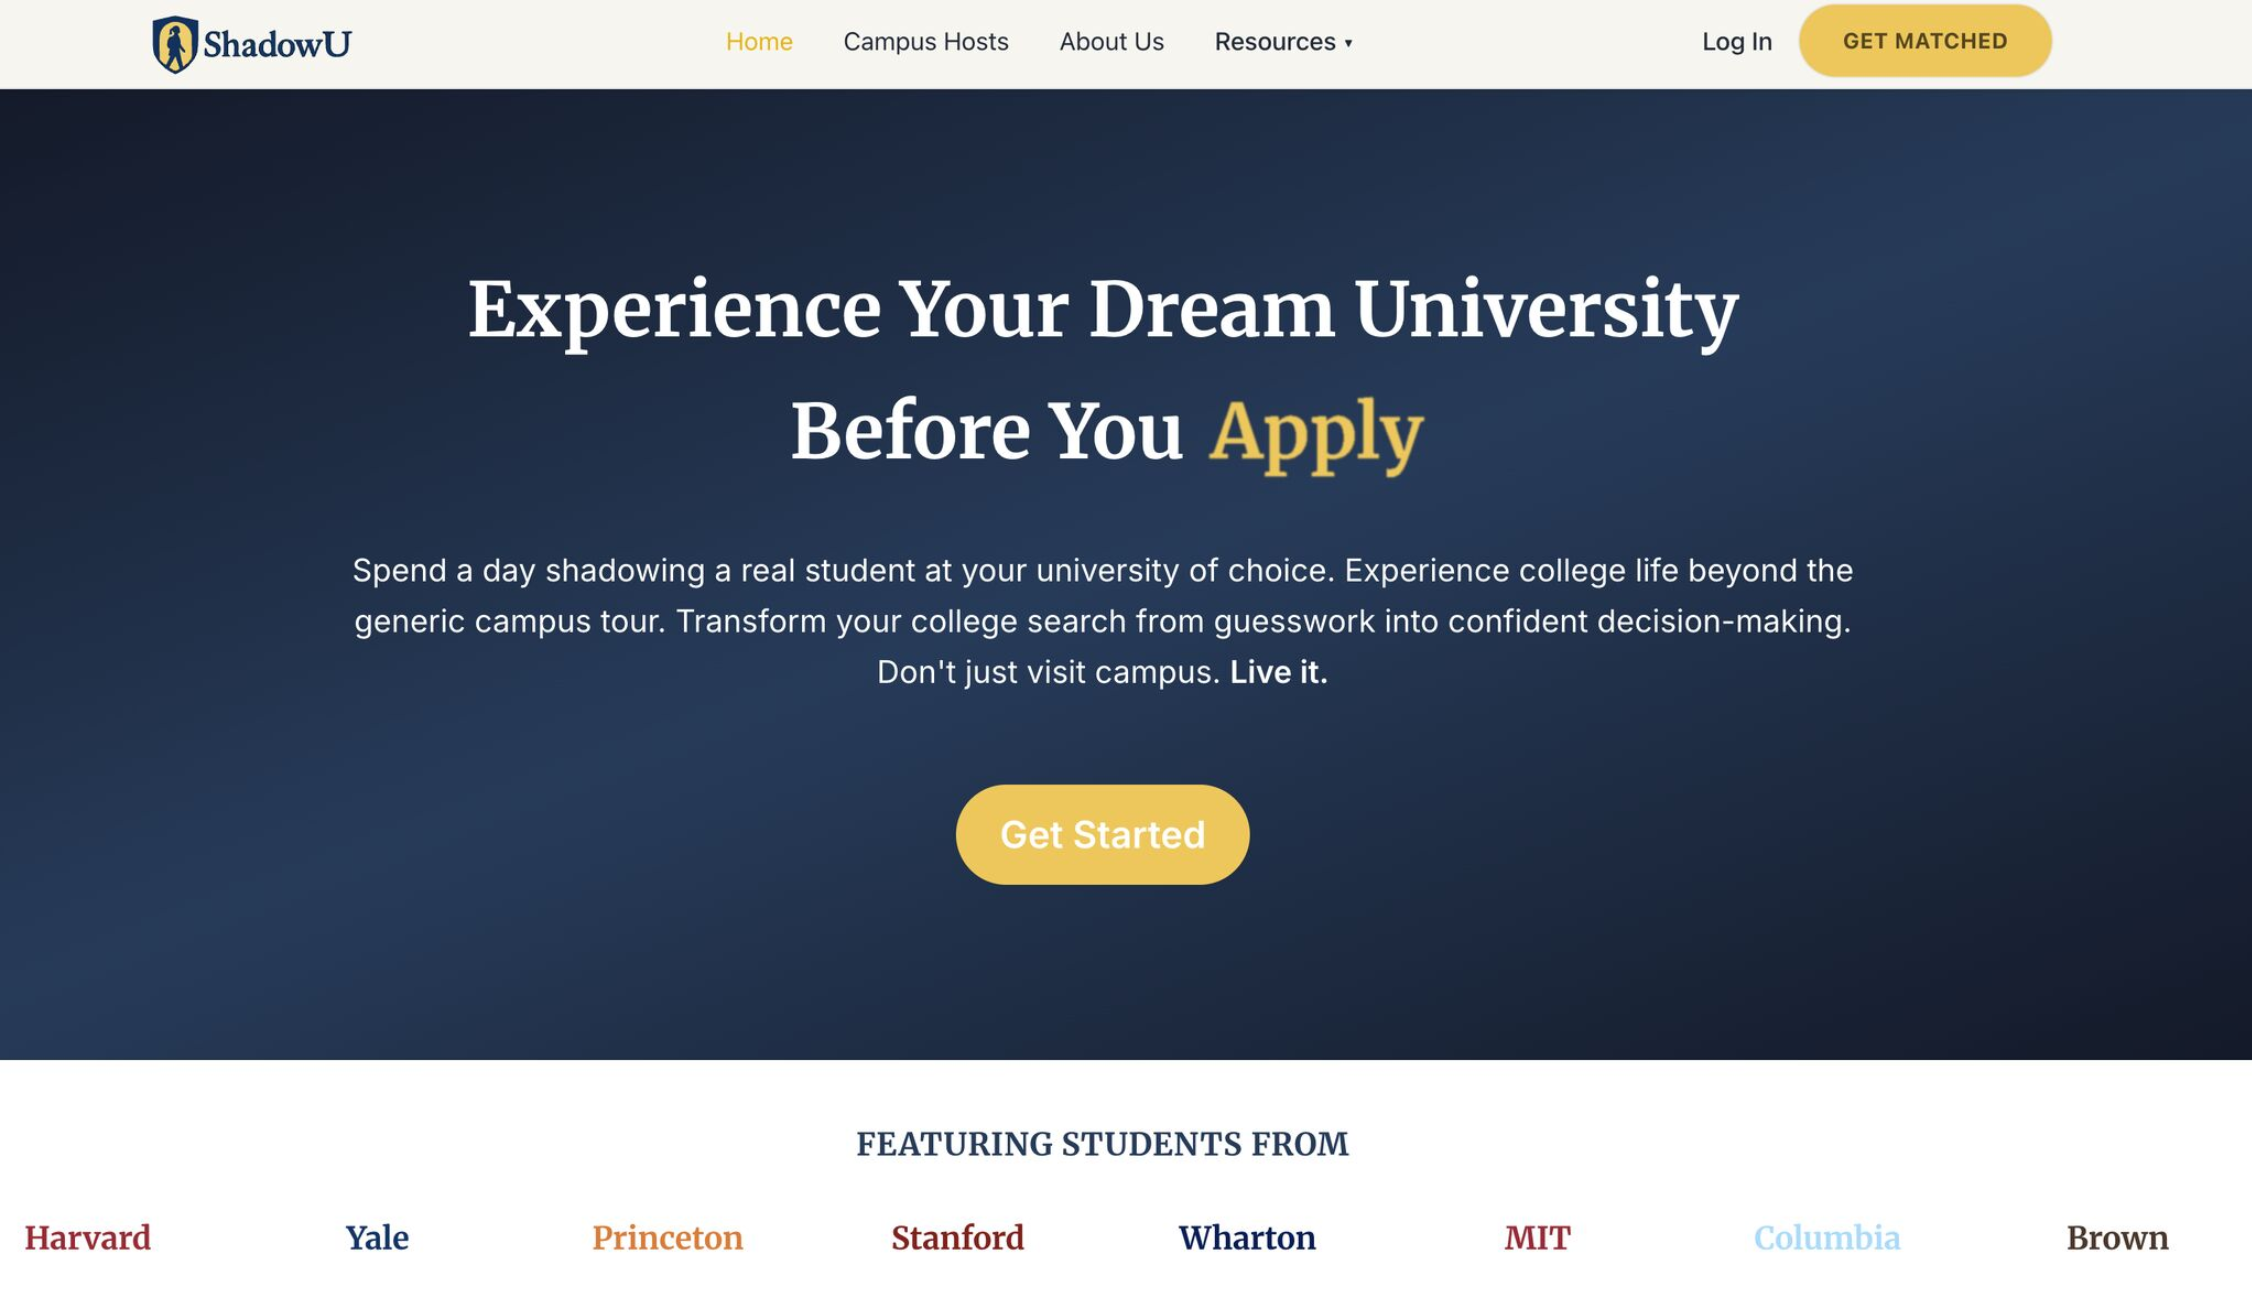 ShadowU
Home
Campus Hosts
About Us
Resources ▾
Log In
GET MATCHED
Experience Your Dream University
Before You Apply
Spend a day shadowing a real student at your university of choice. Experience college life beyond the
generic campus tour. Transform your college search from guesswork into confident decision-making.
Don't just visit campus. Live it.
Get Started
FEATURING STUDENTS FROM
Harvard
Yale
Princeton
Stanford
Wharton
MIT
Columbia
Brown